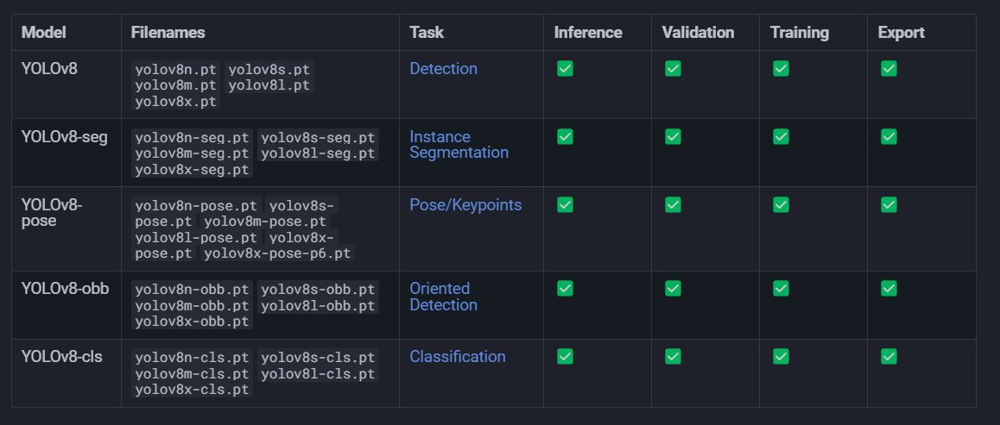 Model Filenames Task Inference Validation Training Export
YOLOv8 yolov8n.pt yolov8s.pt Detection ✅ ✅ ✅ ✅
yolov8m.pt yolov8l.pt
yolov8x.pt
YOLOv8-seg yolov8n-seg.pt yolov8s-seg.pt Instance ✅ ✅ ✅ ✅
yolov8m-seg.pt yolov8l-seg.pt Segmentation
yolov8x-seg.pt
YOLOv8- yolov8n-pose.pt yolov8s- Pose/Keypoints ✅ ✅ ✅ ✅
pose pose.pt yolov8m-pose.pt
yolov8l-pose.pt yolov8x-
pose.pt yolov8x-pose-p6.pt
YOLOv8-obb yolov8n-obb.pt yolov8s-obb.pt Oriented ✅ ✅ ✅ ✅
yolov8m-obb.pt yolov8l-obb.pt Detection
yolov8x-obb.pt
YOLOv8-cls yolov8n-cls.pt yolov8s-cls.pt Classification ✅ ✅ ✅ ✅
yolov8m-cls.pt yolov8l-cls.pt
yolov8x-cls.pt